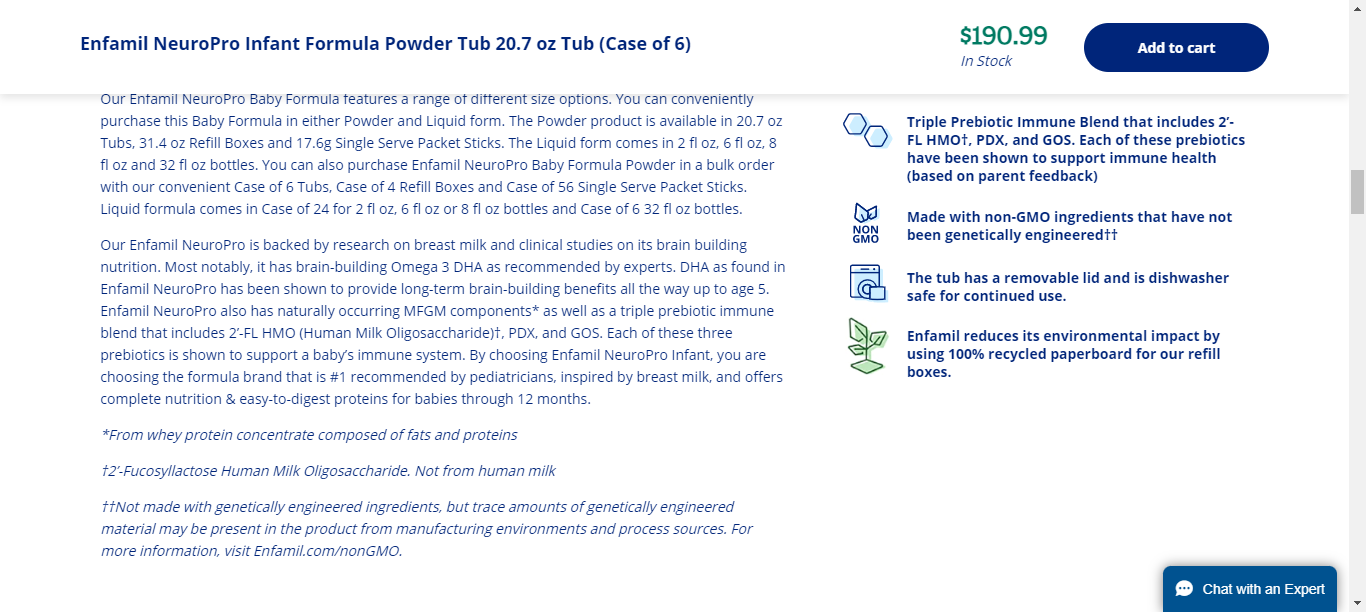 Enfamil NeuroPro Infant Formula Powder Tub 20.7 oz Tub (Case of 6)
$190.99
In Stock
Add to cart
Our Enfamil NeuroPro Baby Formula features a range of different size options. You can conveniently
purchase this Baby Formula in either Powder and Liquid form. The Powder product is available in 20.7 oz
Tubs, 31.4 oz Refill Boxes and 17.6g Single Serve Packet Sticks. The Liquid form comes in 2 fl oz, 6 fl oz, 8
fl oz and 32 fl oz bottles. You can also purchase Enfamil NeuroPro Baby Formula Powder in a bulk order
with our convenient Case of 6 Tubs, Case of 4 Refill Boxes and Case of 56 Single Serve Packet Sticks.
Liquid formula comes in Case of 24 for 2 fl oz, 6 fl oz or 8 fl oz bottles and Case of 6 32 fl oz bottles.
Our Enfamil NeuroPro is backed by research on breast milk and clinical studies on its brain building
nutrition. Most notably, it has brain-building Omega 3 DHA as recommended by experts. DHA as found in
Enfamil NeuroPro has been shown to provide long-term brain-building benefits all the way up to age 5.
Enfamil NeuroPro also has naturally occurring MFGM components* as well as a triple prebiotic immune
blend that includes 2’-FL HMO (Human Milk Oligosaccharide)†, PDX, and GOS. Each of these three
prebiotics is shown to support a baby’s immune system. By choosing Enfamil NeuroPro Infant, you are
choosing the formula brand that is #1 recommended by pediatricians, inspired by breast milk, and offers
complete nutrition & easy-to-digest proteins for babies through 12 months.
*From whey protein concentrate composed of fats and proteins
†2’-Fucosyllactose Human Milk Oligosaccharide. Not from human milk
††Not made with genetically engineered ingredients, but trace amounts of genetically engineered
material may be present in the product from manufacturing environments and process sources. For
more information, visit Enfamil.com/nonGMO.
Triple Prebiotic Immune Blend that includes 2’-
FL HMO†, PDX, and GOS. Each of these prebiotics
have been shown to support immune health
(based on parent feedback)
NON
GMO
Made with non-GMO ingredients that have not
been genetically engineered††
The tub has a removable lid and is dishwasher
safe for continued use.
Enfamil reduces its environmental impact by
using 100% recycled paperboard for our refill
boxes.
Chat with an Expert